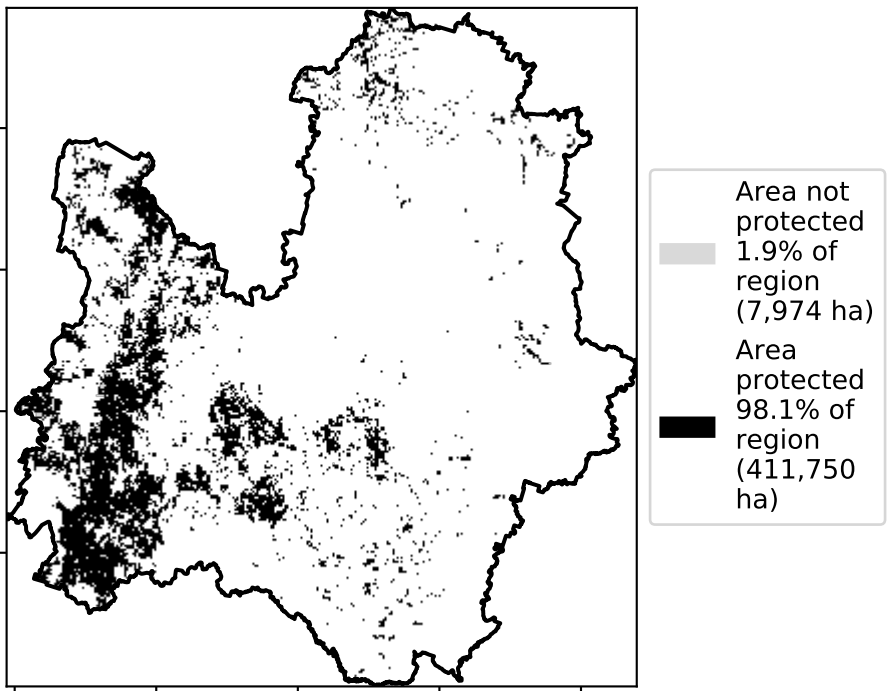 Area not
protected
1.9% of
region
(7,974 ha)
Area
protected
98.1% of
region
(411,750
ha)